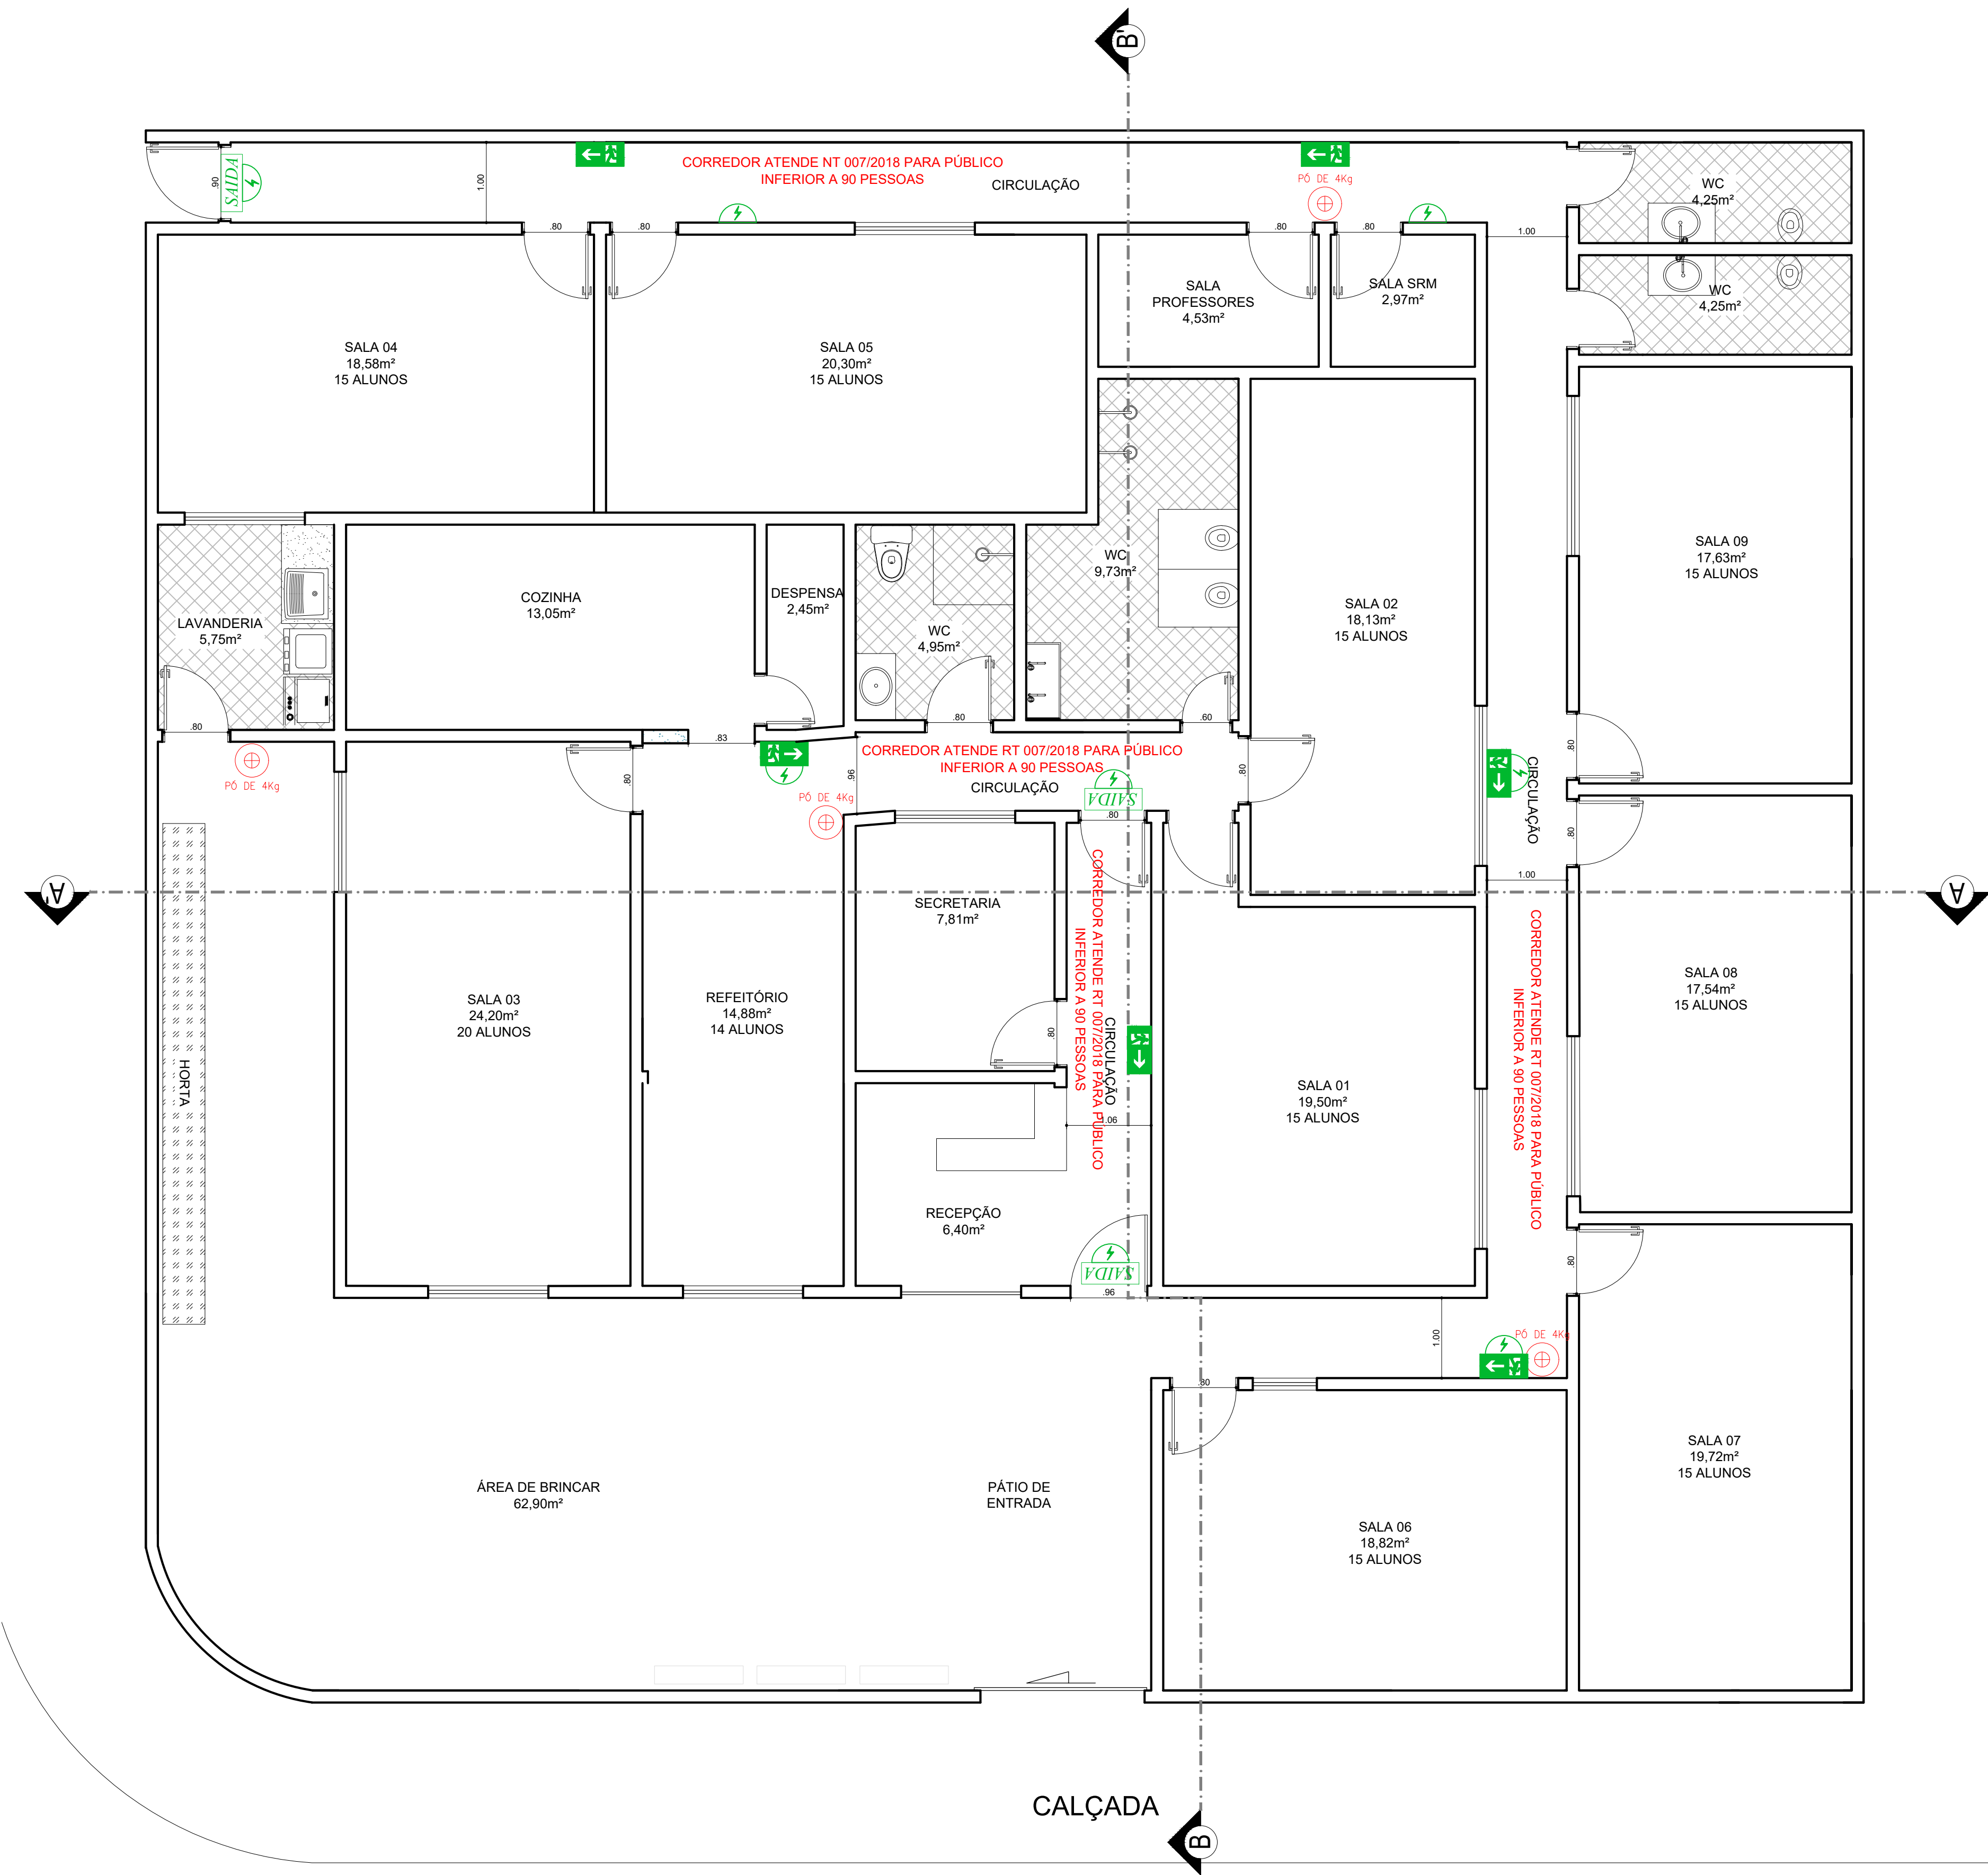 B'
CORREDOR ATENDE NT 007/2018 PARA PÚBLICO
INFERIOR A 90 PESSOAS
CIRCULAÇÃO
PÓ DE 4Kg
SAIDA
.90
1.00
.80
.80
.80
.80
1.00
WC
4,25m²
WC
4,25m²
SALA
PROFESSORES
4,53m²
SALA SRM
2,97m²
SALA 04
18,58m²
15 ALUNOS
SALA 05
20,30m²
15 ALUNOS
SALA 09
17,63m²
15 ALUNOS
WC
9,73m²
COZINHA
13,05m²
DESPENSA
2,45m²
SALA 02
18,13m²
15 ALUNOS
LAVANDERIA
5,75m²
WC
4,95m²
.80
.83
.80
.60
PÓ DE 4Kg
.80
PÓ DE 4Kg
.96
CORREDOR ATENDE RT 007/2018 PARA PÚBLICO
INFERIOR A 90 PESSOAS
CIRCULAÇÃO
SAIDA
.80
.80
CIRCULAÇÃO
.80
.80
1.00
A'
A
SECRETARIA
7,81m²
CORREDOR ATENDE RT 007/2018 PARA PÚBLICO
INFERIOR A 90 PESSOAS
CIRCULAÇÃO
.80
1.06
CORREDOR ATENDE RT 007/2018 PARA PÚBLICO
INFERIOR A 90 PESSOAS
SALA 08
17,54m²
15 ALUNOS
SALA 03
24,20m²
20 ALUNOS
REFEITÓRIO
14,88m²
14 ALUNOS
HORTA
SALA 01
19,50m²
15 ALUNOS
RECEPÇÃO
6,40m²
SAIDA
.96
.80
1.00
PÓ DE 4Kg
.80
SALA 07
19,72m²
15 ALUNOS
ÁREA DE BRINCAR
62,90m²
PÁTIO DE
ENTRADA
SALA 06
18,82m²
15 ALUNOS
CALÇADA
B